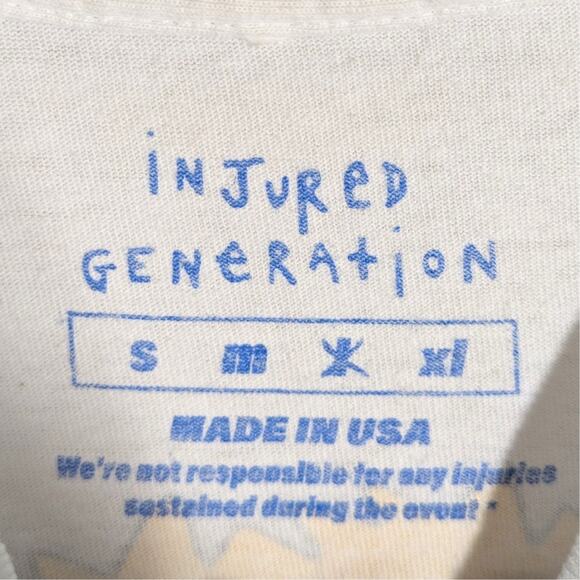 iNJUReD
GENeRAtioN
s m xl
MADE IN USA
We're not responsible for any injuries
sustained during the event *